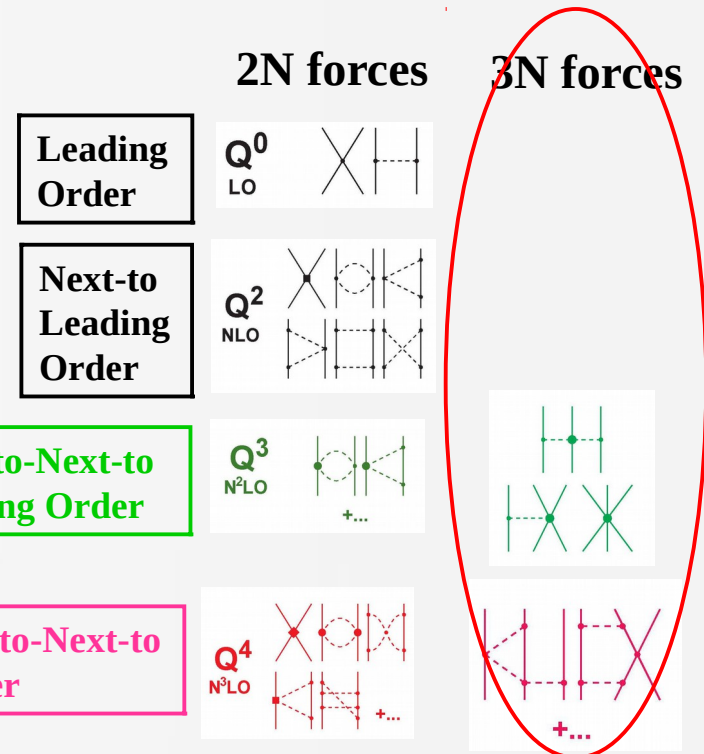 2N forces 3N forces
Leading
Order
Q⁰
LO
Next-to
Leading
Order
Q²
NLO
to-Next-to
ng Order
Q³
N²LO
+...
to-Next-to
er
Q⁴
N³LO
+...
+...